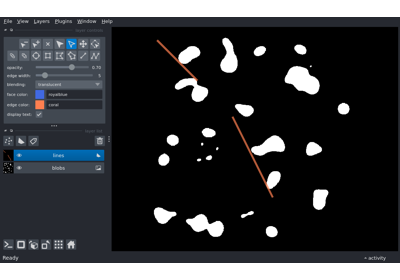 File View Layers Plugins Window Help
opacity: 0.70
edge width: 5
blending: translucent
face color: royalblue
edge color: coral
display text: ✓
lines
blobs
Ready
activity